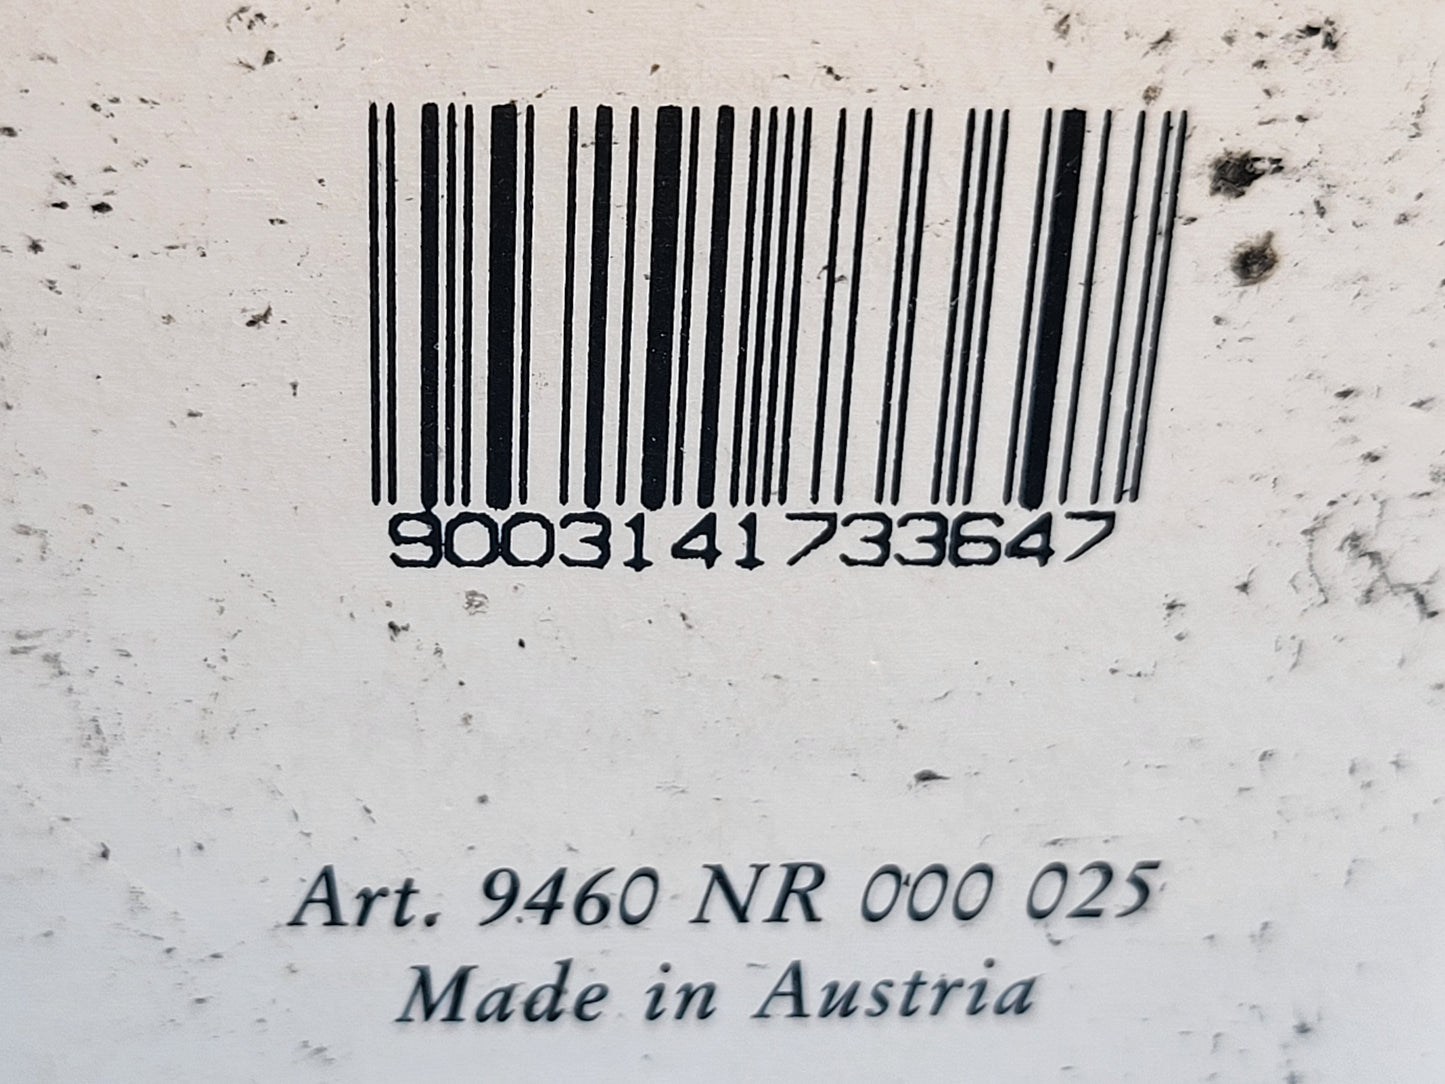 9003141733647
Art. 9460 NR 000 025
Made in Austria